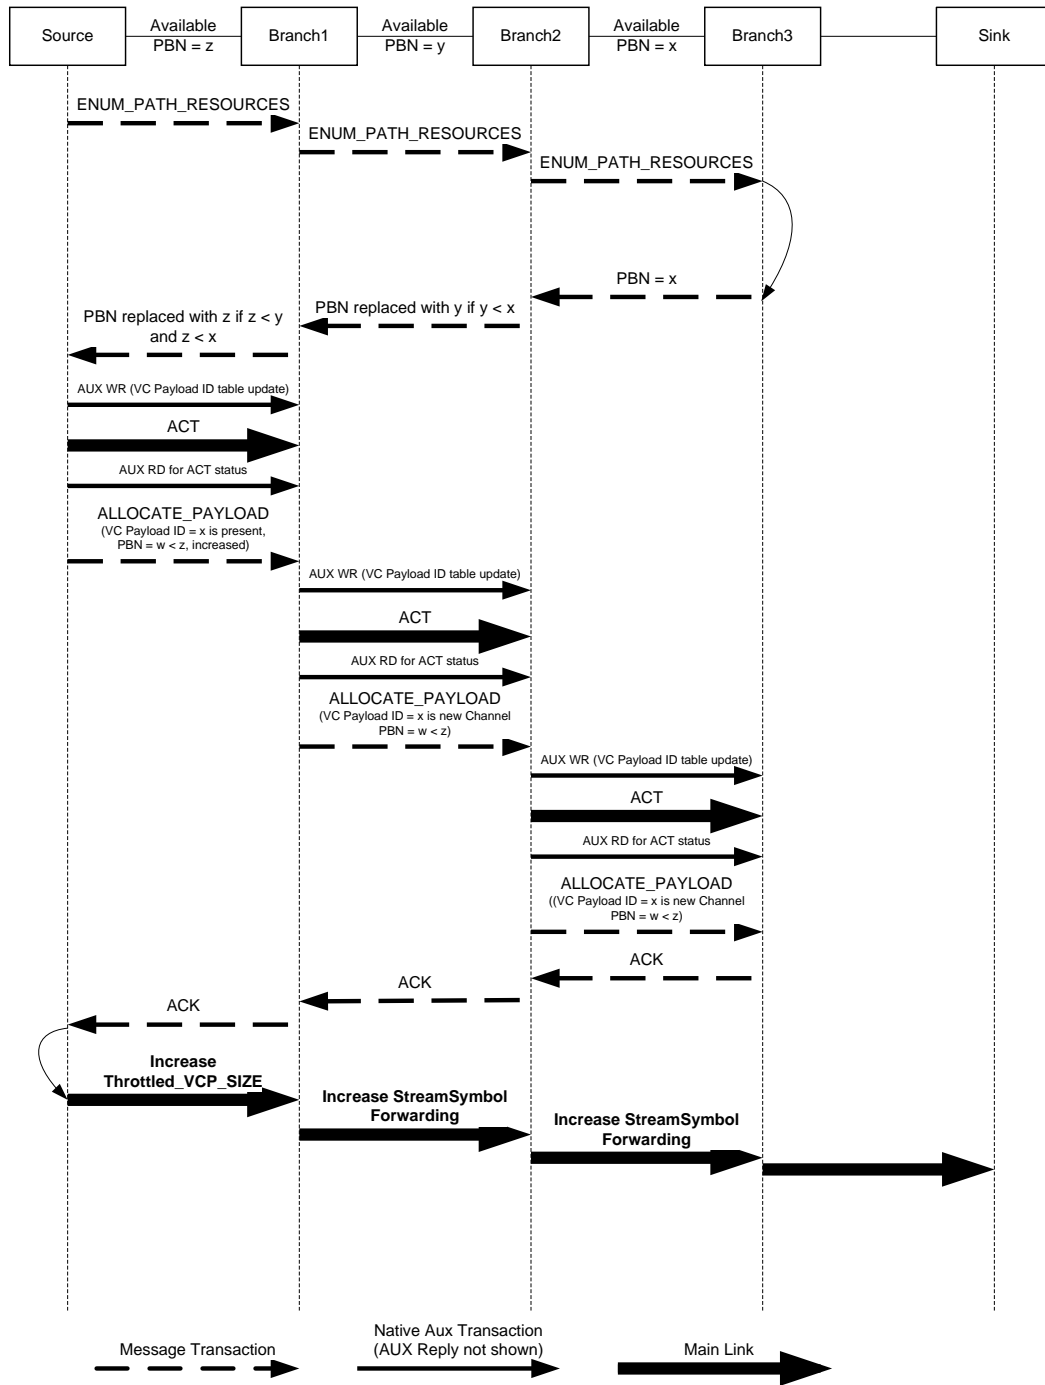 Source
Available
PBN = z
Branch1
Available
PBN = y
Branch2
Available
PBN = x
Branch3
Sink
ENUM_PATH_RESOURCES
ENUM_PATH_RESOURCES
ENUM_PATH_RESOURCES
PBN = x
PBN replaced with y if y < x
PBN replaced with z if z < y
and z < x
AUX WR (VC Payload ID table update)
ACT
AUX RD for ACT status
ALLOCATE_PAYLOAD
(VC Payload ID = x is present,
PBN = w < z, increased)
AUX WR (VC Payload ID table update)
ACT
AUX RD for ACT status
ALLOCATE_PAYLOAD
(VC Payload ID = x is new Channel
PBN = w < z)
AUX WR (VC Payload ID table update)
ACT
AUX RD for ACT status
ALLOCATE_PAYLOAD
((VC Payload ID = x is new Channel
PBN = w < z)
ACK
ACK
ACK
Increase
Throttled_VCP_SIZE
Increase StreamSymbol
Forwarding
Increase StreamSymbol
Forwarding
Message Transaction
Native Aux Transaction
(AUX Reply not shown)
Main Link